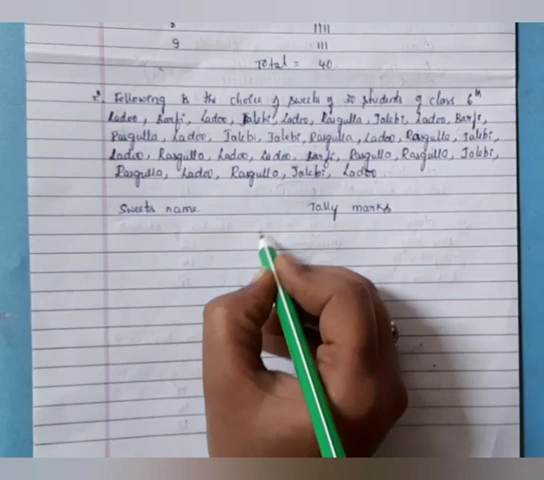 ||||
9 |||
Total = 40
2. Following is the choice of sweets of 30 students of class 6th
Ladoo, Barfi, Ladoo, Jalebi, Ladoo, Rasgulla, Jalebi, Ladoo, Barfi,
Rasgulla, Ladoo, Jalebi, Jalebi, Rasgulla, Ladoo, Rasgulla, Jalebi,
Ladoo, Rasgulla, Ladoo, Ladoo, Barfi, Rasgulla, Rasgulla, Jalebi,
Rasgulla, Ladoo, Rasgulla, Jalebi, Ladoo
Sweets name Tally marks